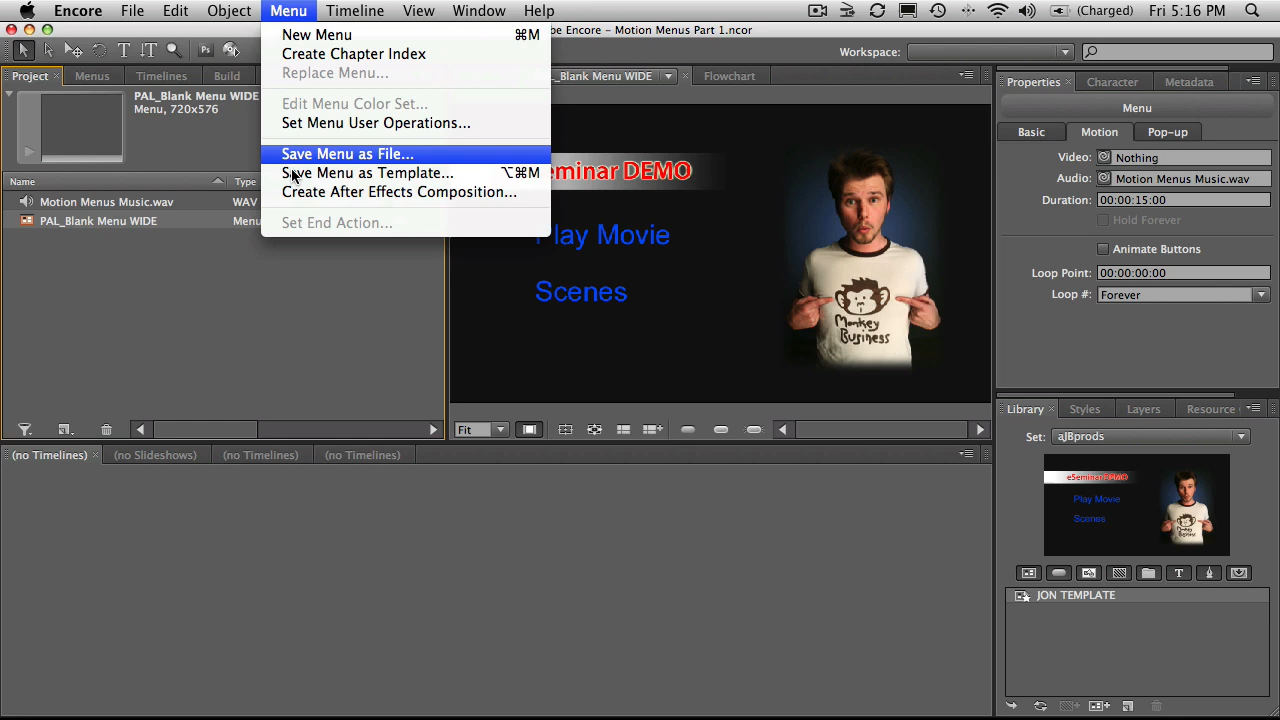 Encore File Edit Object Menu Timeline View Window Help (Charged) Fri 5:16 PM
be Encore - Motion Menus Part 1.ncor
New Menu ⌘M
Create Chapter Index
Replace Menu...
Edit Menu Color Set...
Set Menu User Operations...
Save Menu as File...
Save Menu as Template... ⌥⌘M
Create After Effects Composition...
Set End Action...
T Ps Workspace:
Project Menus Timelines Build
PAL_Blank Menu WIDE
Menu, 720x576
Name Type
Motion Menus Music.wav WAV
PAL_Blank Menu WIDE Menu
_Blank Menu WIDE Flowchart
eminar DEMO
Play Movie
Scenes
Monkey
Business
Fit
Properties Character Metadata
Menu
Basic Motion Pop-up
Video: Nothing
Audio: Motion Menus Music.wav
Duration: 00:00:15:00
Hold Forever
Animate Buttons
Loop Point: 00:00:00:00
Loop #: Forever
Library Styles Layers Resource
Set: aJBprods
eSeminar DEMO
Play Movie
Scenes
T
JON TEMPLATE
(no Timelines) (no Slideshows) (no Timelines) (no Timelines)